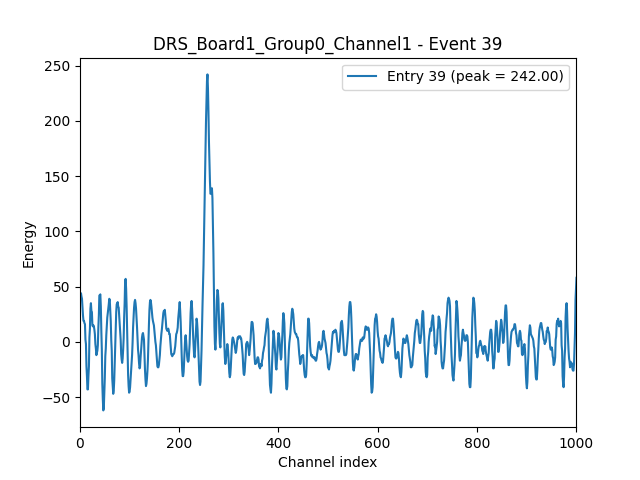 DRS_Board1_Group0_Channel1 - Event 39
Entry 39 (peak = 242.00)
250
200
150
100
50
0
−50
Energy
0 200 400 600 800 1000
Channel index